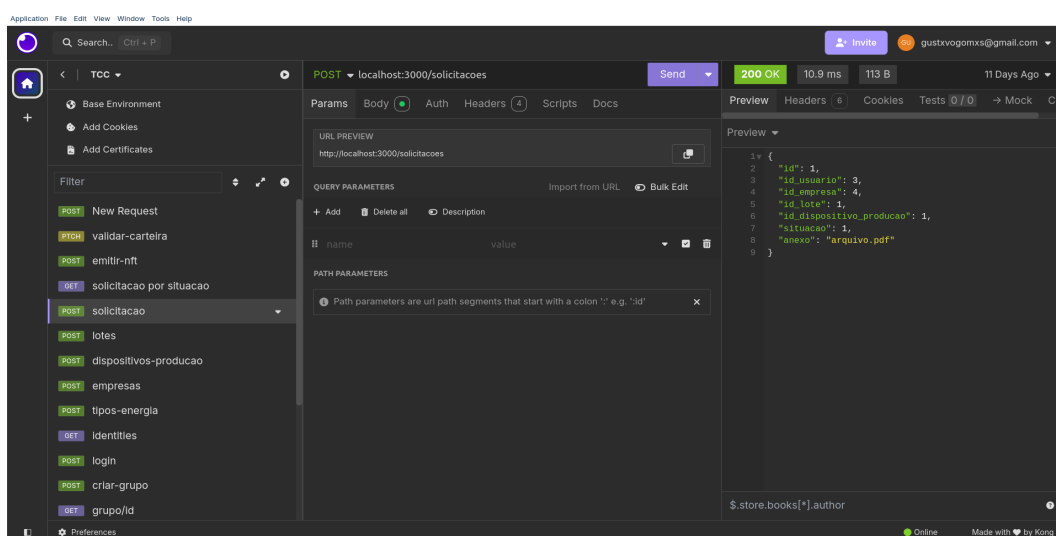 Application File Edit View Window Tools Help
Search.. Ctrl + P
Invite
GU gustxvogomxs@gmail.com
TCC
Base Environment
Add Cookies
Add Certificates
Filter
POST New Request
PTCH validar-carteira
POST emitir-nft
GET solicitacao por situacao
POST solicitacao
POST lotes
POST dispositivos-producao
POST empresas
POST tipos-energia
GET identities
POST login
POST criar-grupo
GET grupo/id
Preferences
POST localhost:3000/solicitacoes
Send
Params Body Auth Headers 4 Scripts Docs
URL PREVIEW
http://localhost:3000/solicitacoes
QUERY PARAMETERS Import from URL Bulk Edit
+ Add Delete all Description
name value
PATH PARAMETERS
Path parameters are url path segments that start with a colon ':' e.g. ':id'
200 OK 10.9 ms 113 B 11 Days Ago
Preview Headers 6 Cookies Tests 0 / 0 → Mock C
Preview
1 {
2 "id": 1,
3 "id_usuario": 3,
4 "id_empresa": 4,
5 "id_lote": 1,
6 "id_dispositivo_producao": 1,
7 "situacao": 1,
8 "anexo": "arquivo.pdf"
9 }
$.store.books[*].author
Online Made with ♥ by Kong